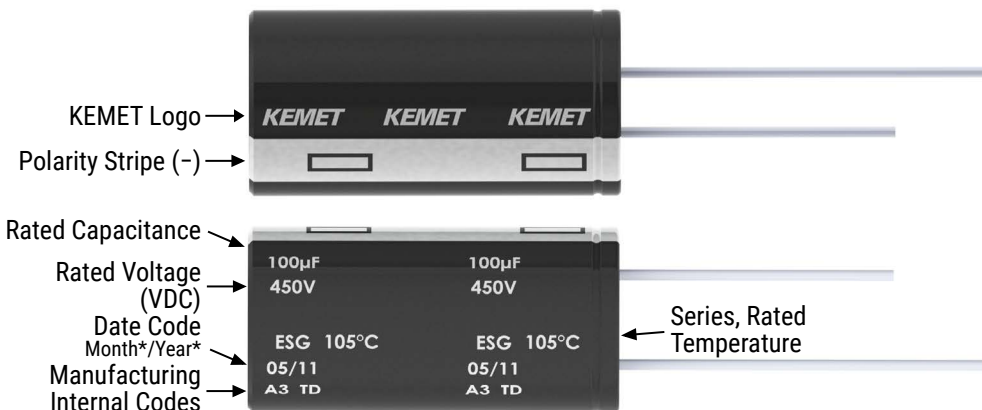 KEMET Logo
KEMET KEMET KEMET
Polarity Stripe (−)
Rated Capacitance
100µF 100µF
Rated Voltage
(VDC)
450V 450V
Date Code
Month*/Year*
ESG 105°C ESG 105°C
Series, Rated
Temperature
05/11 05/11
Manufacturing
Internal Codes
A3 TD A3 TD